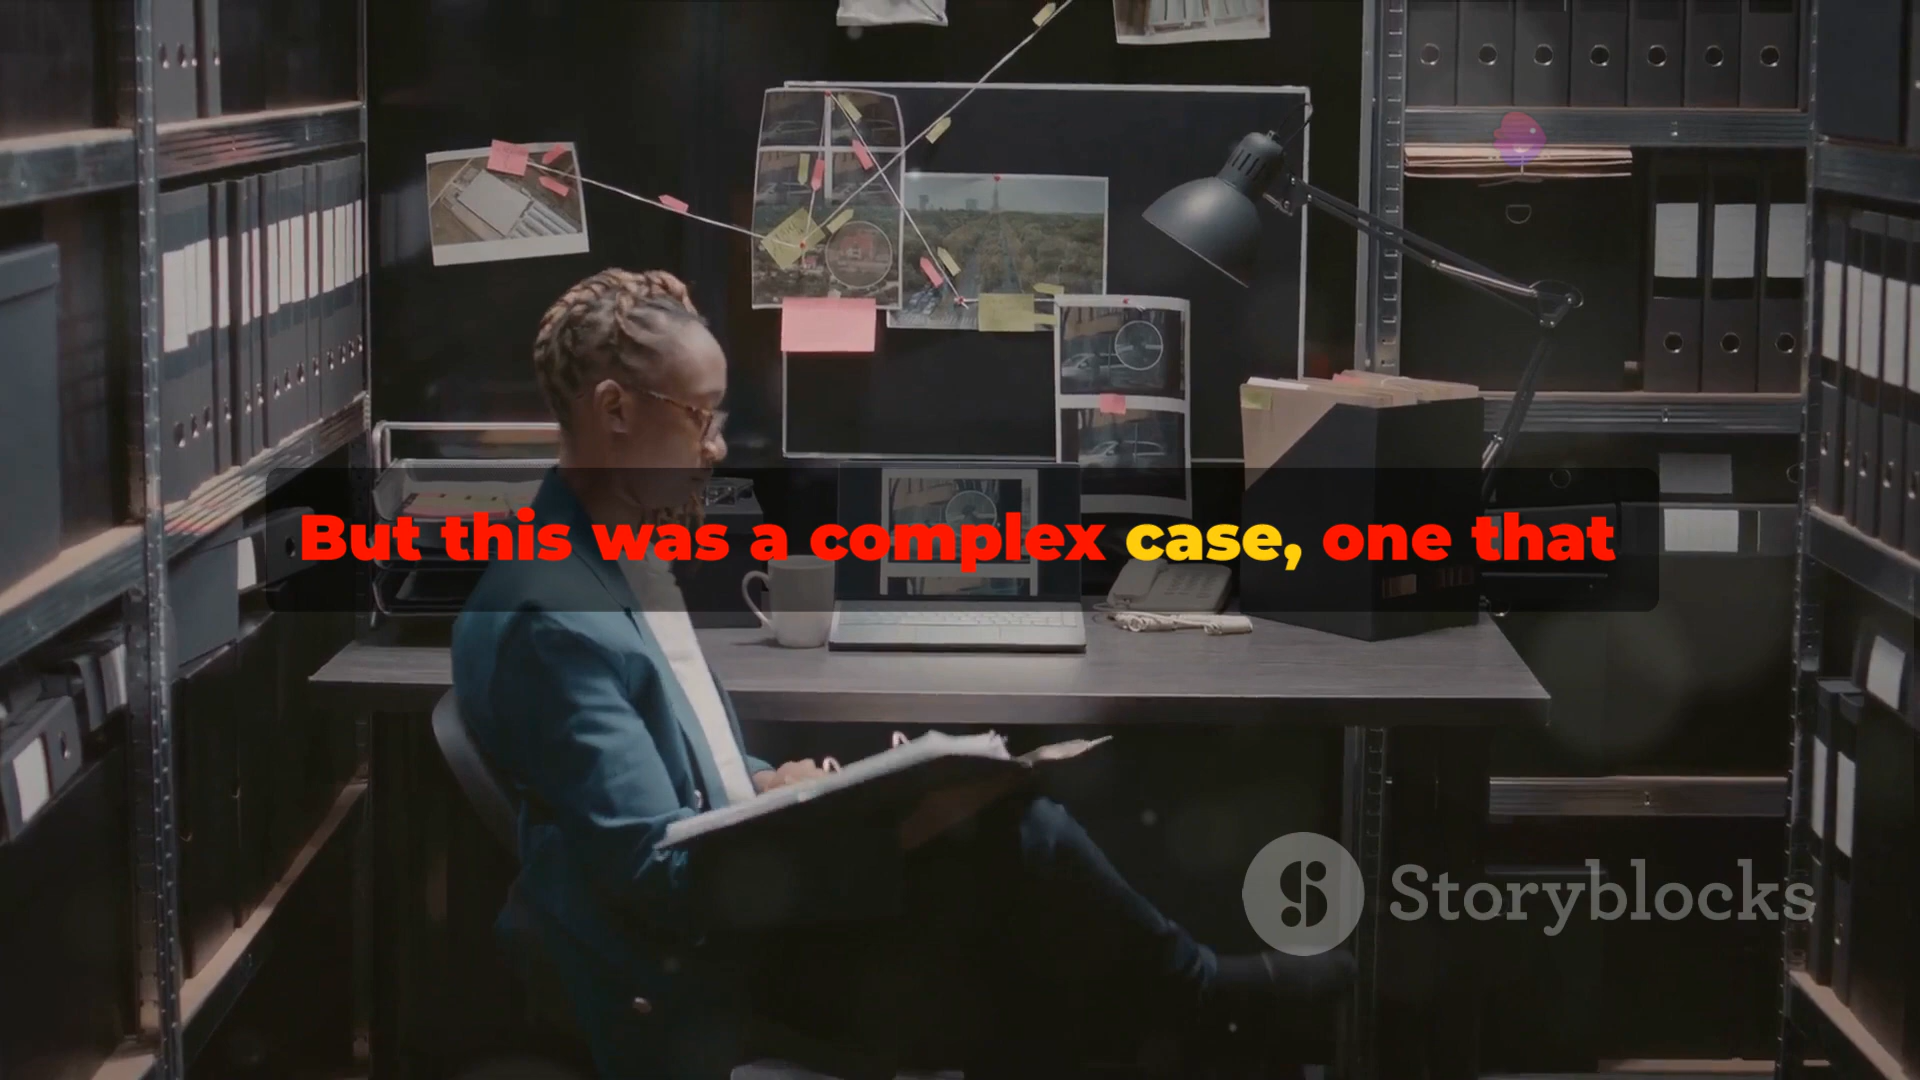 But this was a complex case, one that
Storyblocks